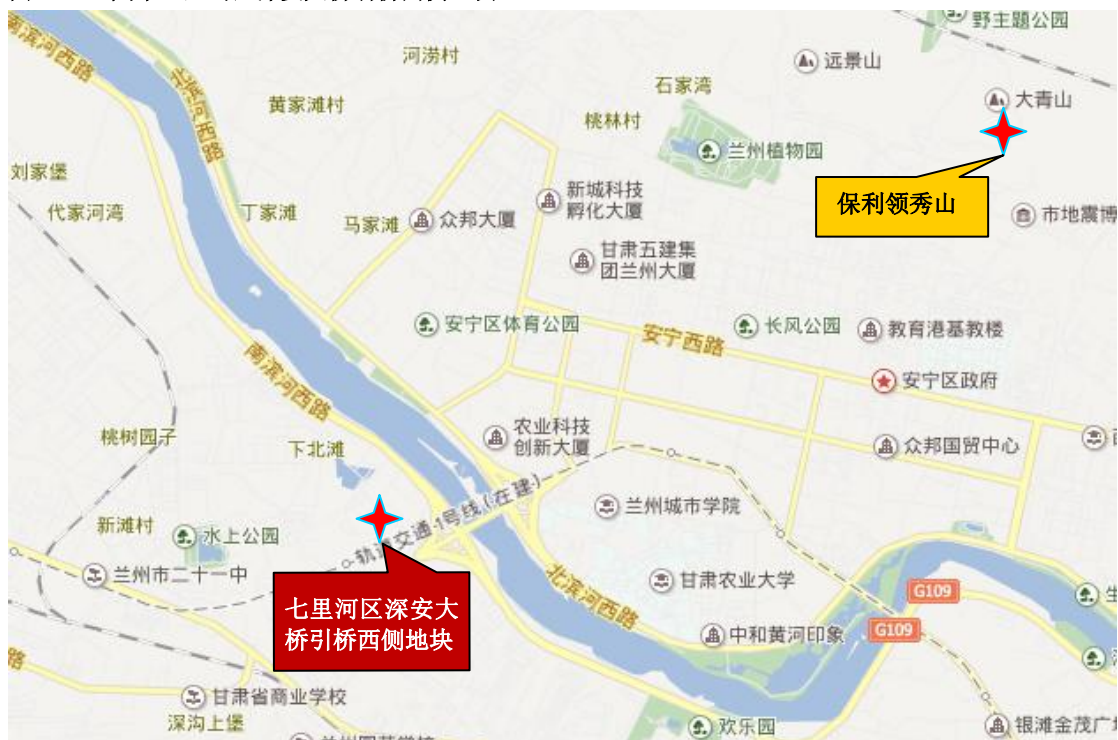 野主题公园
南滨河西路
北滨河西路
河涝村
远景山
石家湾
大青山
黄家滩村
桃林村
兰州植物园
刘家堡
新城科技
孵化大厦
保利领秀山
代家河湾
丁家滩
马家滩
众邦大厦
市地震博
甘肃五建集
团兰州大厦
安宁区体育公园
安宁西路
长风公园
教育港基教楼
南滨河西路
安宁区政府
桃树园子
下北滩
农业科技
创新大厦
众邦国贸中心
轨道交通1号线(在建)
兰州城市学院
新滩村
水上公园
兰州市二十一中
七里河区深安大
桥引桥西侧地块
北滨河西路
甘肃农业大学
G109
生
中和黄河印象
G109
路
甘肃省商业学校
深沟上堡
欢乐园
银滩金茂广